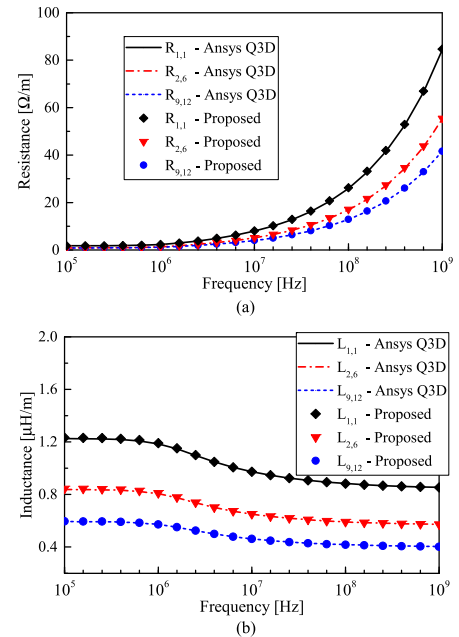 (a)
100
80
60
40
20
0
Resistance [Ω/m]
R1,1 - Ansys Q3D
R2,6 - Ansys Q3D
R9,12 - Ansys Q3D
R1,1 - Proposed
R2,6 - Proposed
R9,12 - Proposed
10^5 10^6 10^7 10^8 10^9
Frequency [Hz]
(a)
2.0
1.6
1.2
0.8
0.4
Inductance [μH/m]
L1,1 - Ansys Q3D
L2,6 - Ansys Q3D
L9,12 - Ansys Q3D
L1,1 - Proposed
L2,6 - Proposed
L9,12 - Proposed
10^5 10^6 10^7 10^8 10^9
Frequency [Hz]
(b)